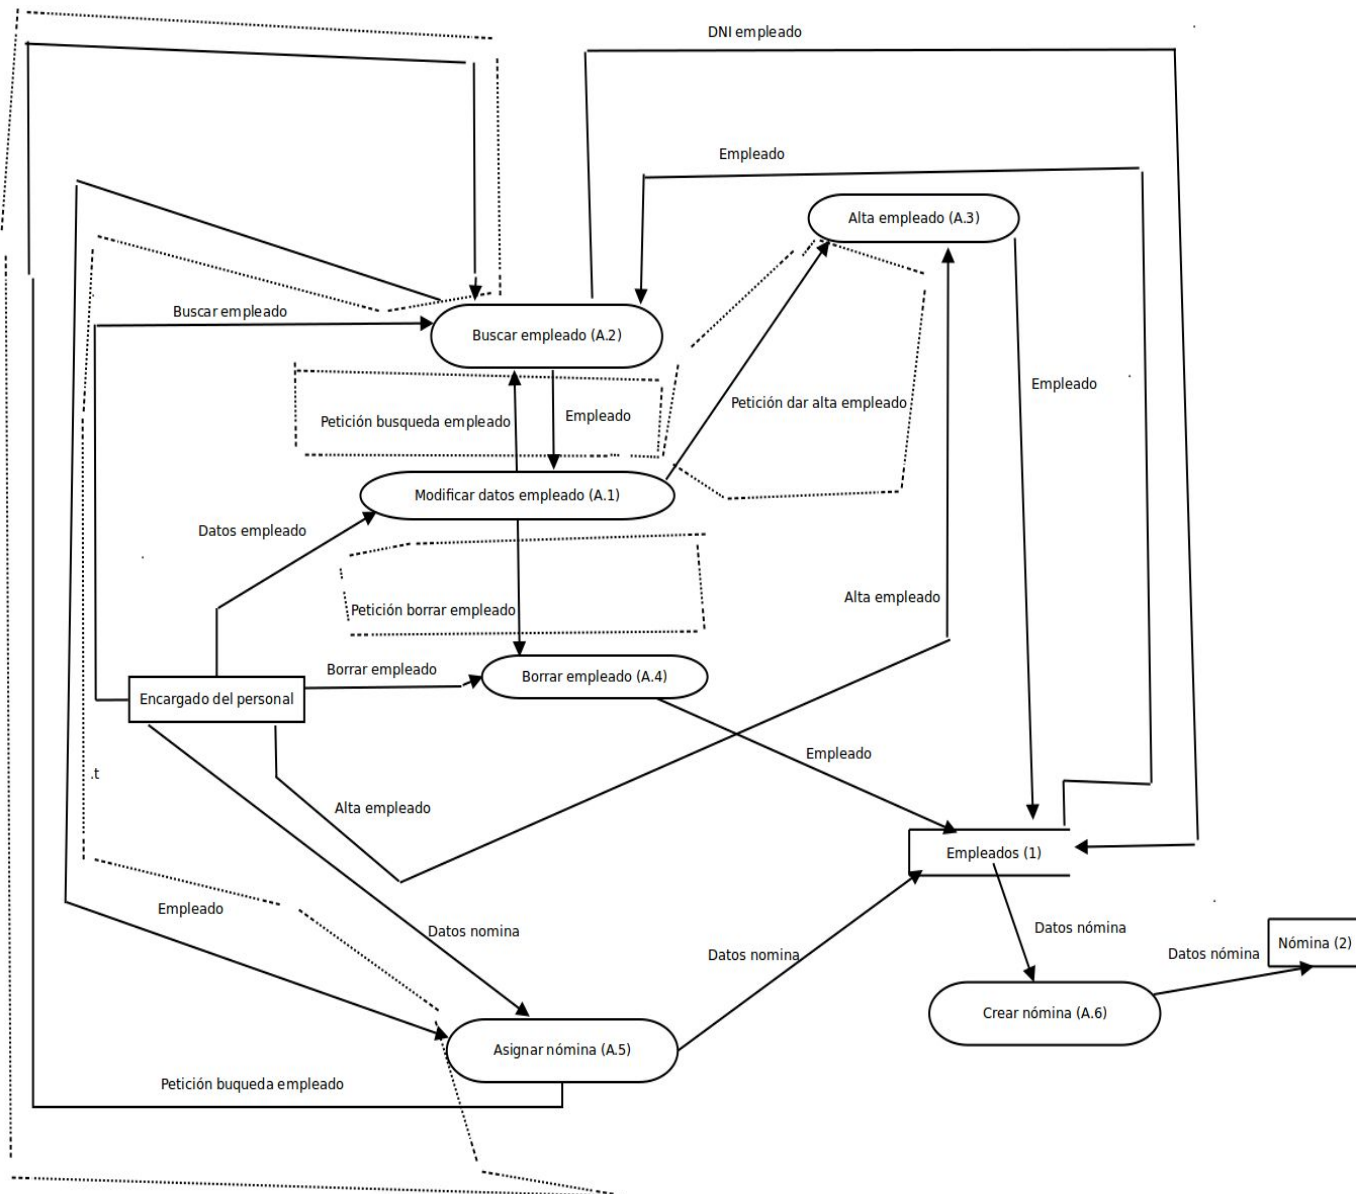 DNI empleado
Empleado
Alta empleado (A.3)
Buscar empleado
Buscar empleado (A.2)
Empleado
Petición dar alta empleado
Petición busqueda empleado
Empleado
Modificar datos empleado (A.1)
Datos empleado
Alta empleado
Petición borrar empleado
Borrar empleado
Borrar empleado (A.4)
Encargado del personal
Empleado
.t
Alta empleado
Empleados (1)
Empleado
Datos nomina
Datos nómina
Datos nomina
Datos nómina
Nómina (2)
Crear nómina (A.6)
Asignar nómina (A.5)
Petición buqueda empleado